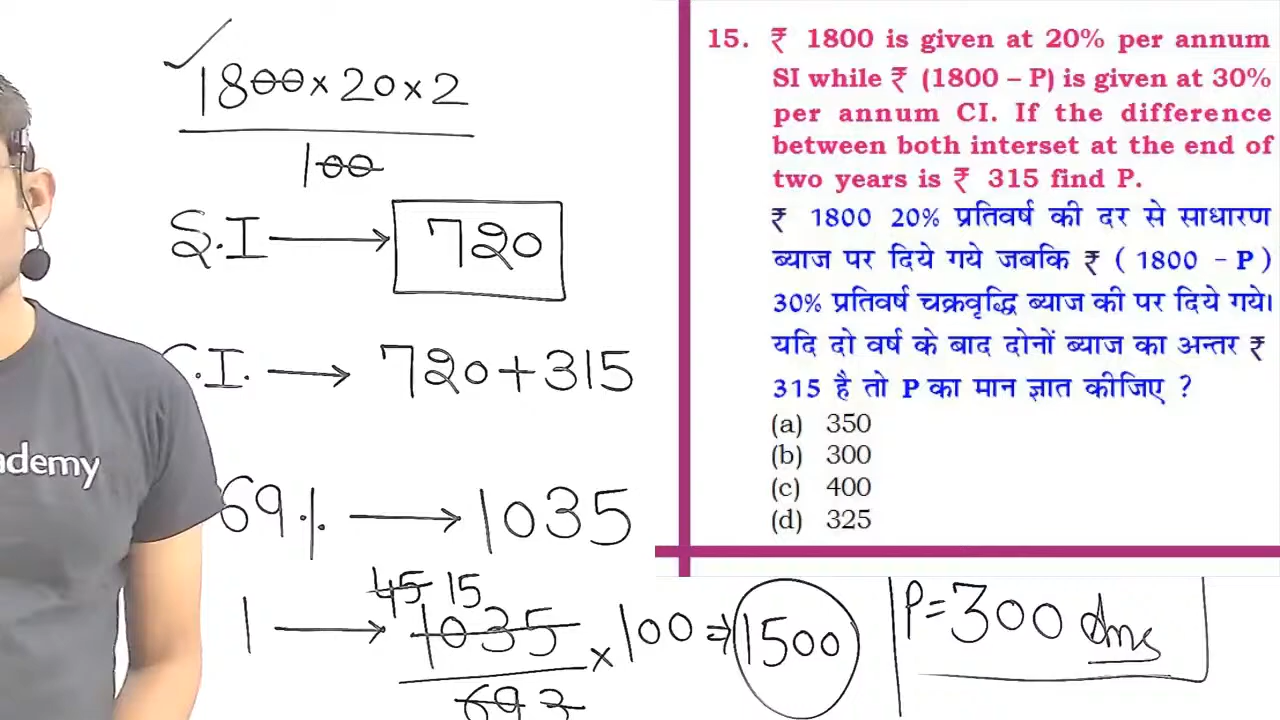 1800×20×2
100
S.I → 720
C.I. → 720+315
69% → 1035
45 15
1 → 1035 × 100 ⇒ 1500
69 3
P=300 Ans
ademy
15. ₹ 1800 is given at 20% per annum
SI while ₹ (1800 – P) is given at 30%
per annum CI. If the difference
between both interset at the end of
two years is ₹ 315 find P.
₹ 1800 20% प्रतिवर्ष की दर से साधारण
ब्याज पर दिये गये जबकि ₹ ( 1800 - P )
30% प्रतिवर्ष चक्रवृद्धि ब्याज की पर दिये गये।
यदि दो वर्ष के बाद दोनों ब्याज का अन्तर ₹
315 है तो P का मान ज्ञात कीजिए ?
(a) 350
(b) 300
(c) 400
(d) 325